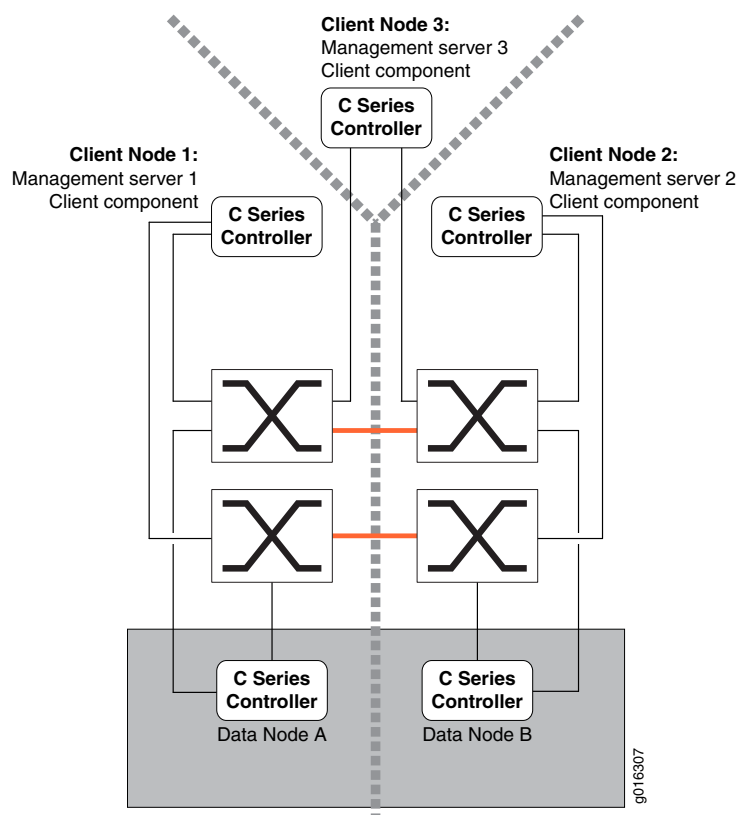 Client Node 3:
Management server 3
Client component
C Series
Controller
Client Node 1:
Management server 1
Client component
C Series
Controller
Client Node 2:
Management server 2
Client component
C Series
Controller
C Series
Controller
Data Node A
C Series
Controller
Data Node B
g016307